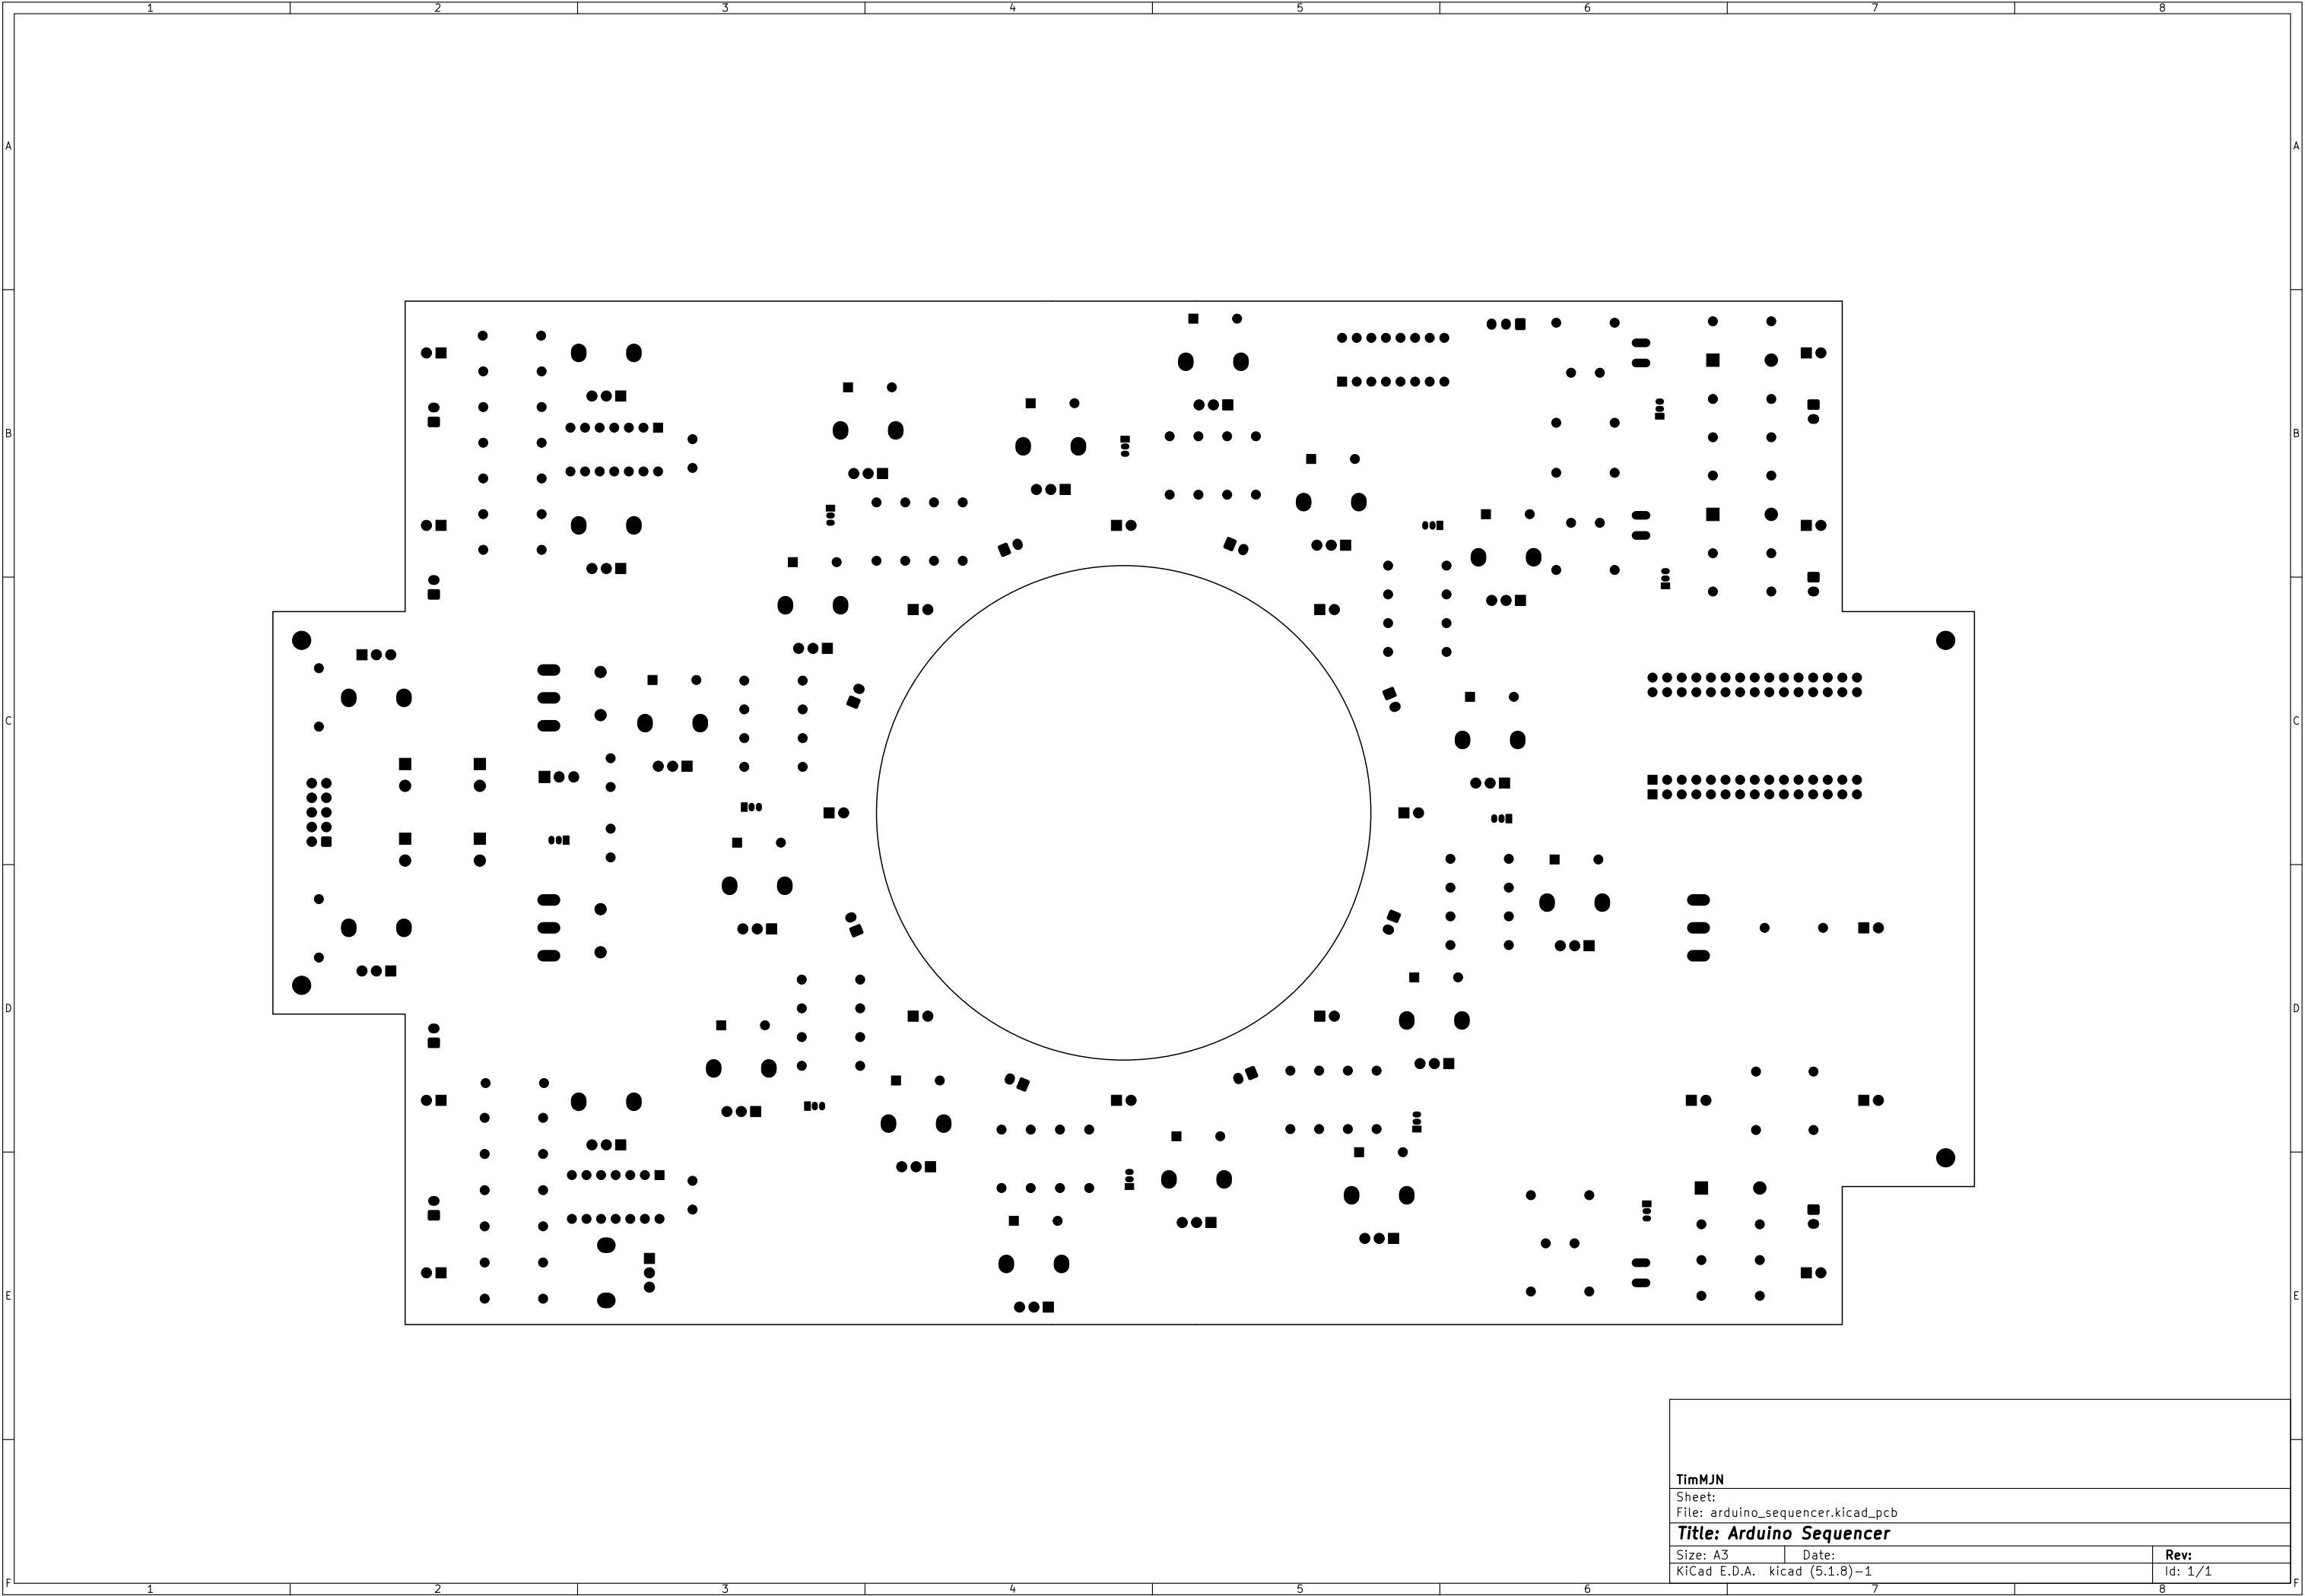 1 2 3 4 5 6 7 8
A A
B B
C C
D D
E E
TimMJN
Sheet:
File: arduino_sequencer.kicad_pcb
Title: Arduino Sequencer
Size: A3 Date: Rev:
KiCad E.D.A. kicad (5.1.8)-1 Id: 1/1
F F
1 2 3 4 5 6 7 8